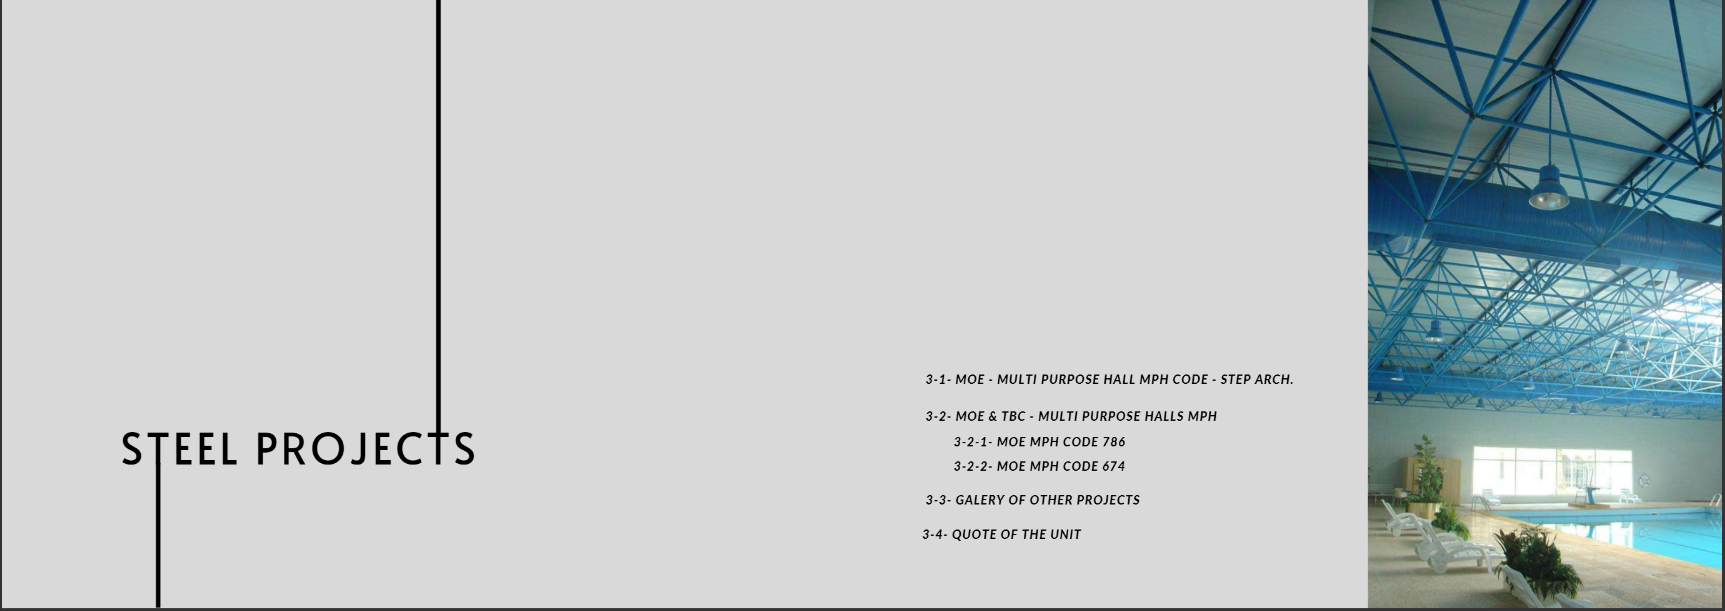 STEEL PROJECTS
3-1- MOE - MULTI PURPOSE HALL MPH CODE - STEP ARCH.
3-2- MOE & TBC - MULTI PURPOSE HALLS MPH
3-2-1- MOE MPH CODE 786
3-2-2- MOE MPH CODE 674
3-3- GALERY OF OTHER PROJECTS
3-4- QUOTE OF THE UNIT